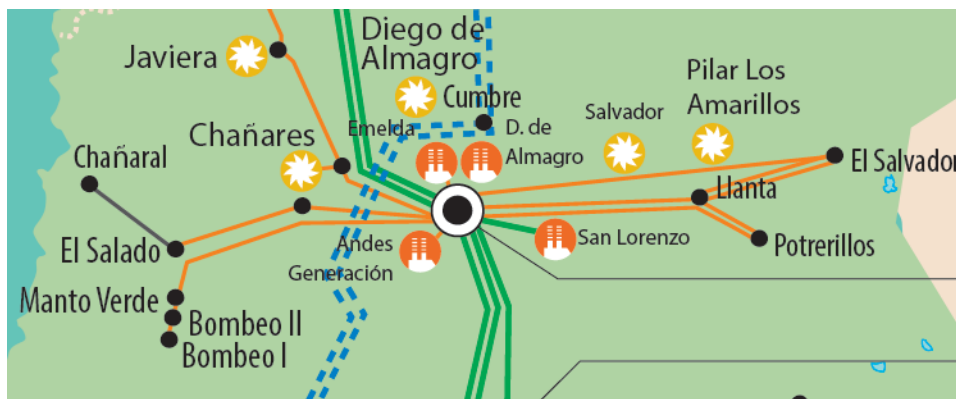 Diego de
Almagro
Javiera
Pilar Los
Amarillos
Cumbre
Salvador
Emelda
D. de
Almagro
Chañares
Chañaral
El Salvador
Llanta
El Salado
Andes
Generación
San Lorenzo
Potrerillos
Manto Verde
Bombeo II
Bombeo I